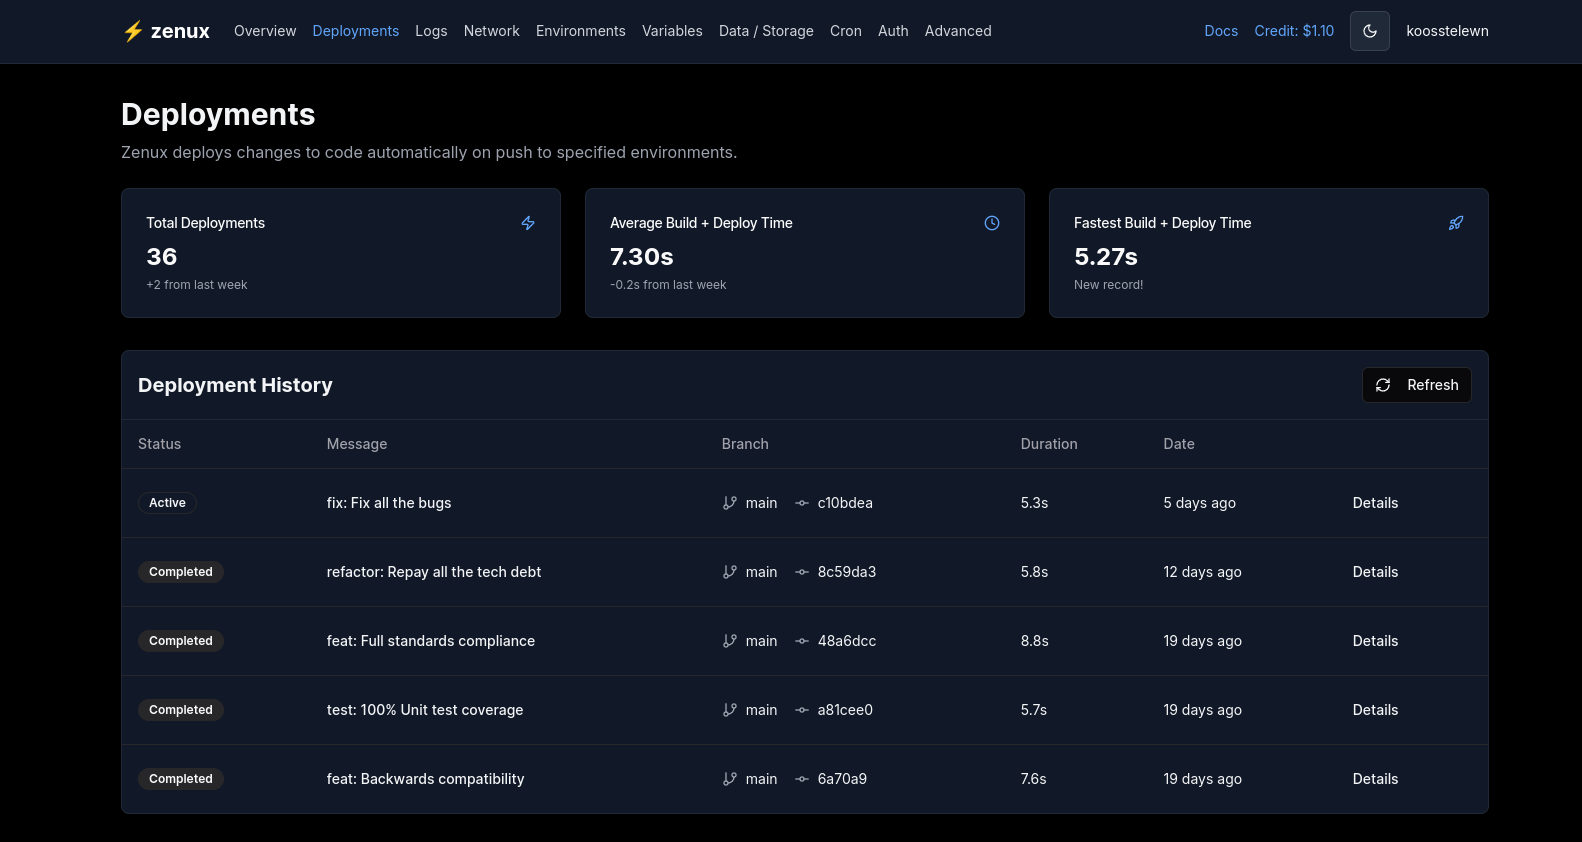 ⚡ zenux Overview Deployments Logs Network Environments Variables Data / Storage Cron Auth Advanced Docs Credit: $1.10 koosstelewn
Deployments
Zenux deploys changes to code automatically on push to specified environments.
Total Deployments
36
+2 from last week
Average Build + Deploy Time
7.30s
-0.2s from last week
Fastest Build + Deploy Time
5.27s
New record!
Deployment History Refresh
Status Message Branch Duration Date
Active fix: Fix all the bugs main c10bdea 5.3s 5 days ago Details
Completed refactor: Repay all the tech debt main 8c59da3 5.8s 12 days ago Details
Completed feat: Full standards compliance main 48a6dcc 8.8s 19 days ago Details
Completed test: 100% Unit test coverage main a81cee0 5.7s 19 days ago Details
Completed feat: Backwards compatibility main 6a70a9 7.6s 19 days ago Details